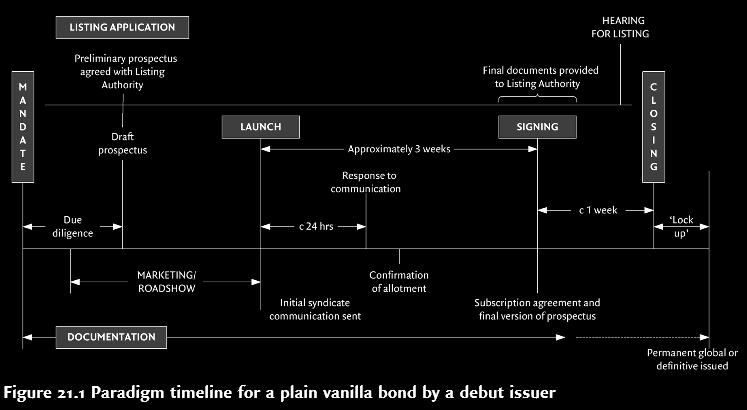 HEARING
FOR LISTING
LISTING APPLICATION
Preliminary prospectus
agreed with Listing
Authority
Final documents provided
to Listing Authority
MANDATE
CLOSING
LAUNCH
SIGNING
Draft
prospectus
Approximately 3 weeks
Response to
communication
Due
diligence
c 24 hrs
c 1 week
'Lock
up'
MARKETING/
ROADSHOW
Confirmation
of allotment
Initial syndicate
communication sent
Subscription agreement and
final version of prospectus
DOCUMENTATION
Permanent global or
definitive issued
Figure 21.1 Paradigm timeline for a plain vanilla bond by a debut issuer